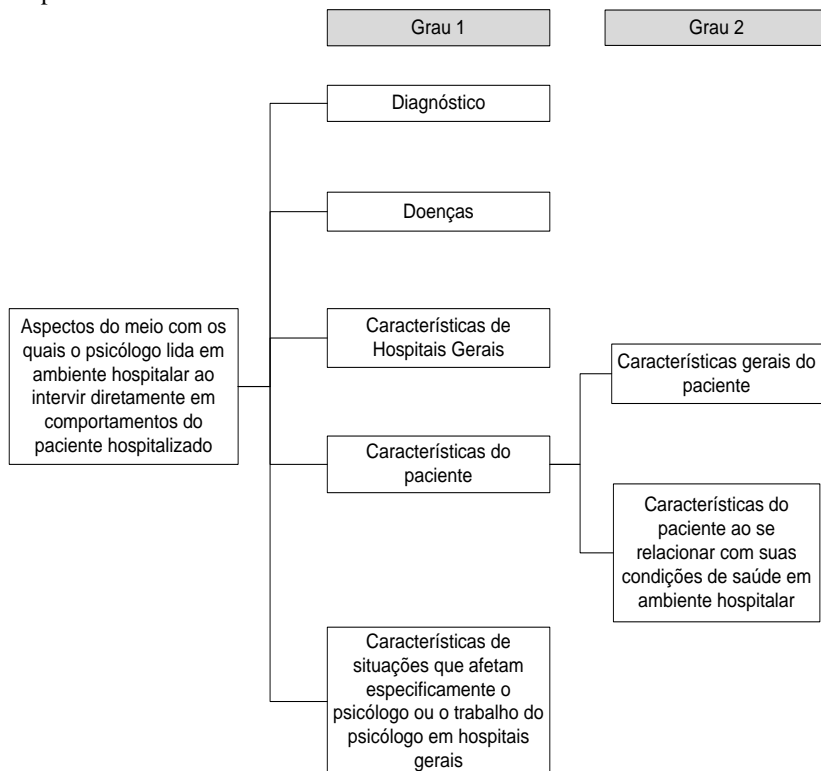 Grau 1
Grau 2
Diagnóstico
Doenças
Aspectos do meio com os
quais o psicólogo lida em
ambiente hospitalar ao
intervir diretamente em
comportamentos do
paciente hospitalizado
Características de
Hospitais Gerais
Características do
paciente
Características gerais do
paciente
Características do
paciente ao se
relacionar com suas
condições de saúde em
ambiente hospitalar
Características de
situações que afetam
especificamente o
psicólogo ou o trabalho do
psicólogo em hospitais
gerais